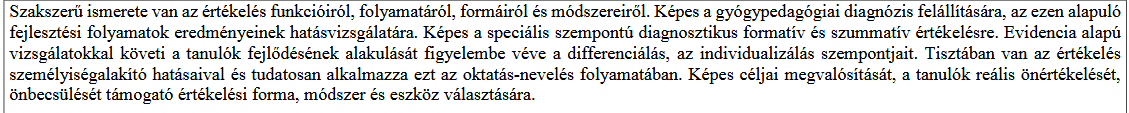 Szakszerű ismerete van az értékelés funkcióiról, folyamatáról, formáiról és módszereiről. Képes a gyógypedagógiai diagnózis felállítására, az ezen alapuló
fejlesztési folyamatok eredményeinek hatásvizsgálatára. Képes a speciális szempontú diagnosztikus formatív és szummatív értékelésre. Evidencia alapú
vizsgálatokkal követi a tanulók fejlődésének alakulását figyelembe véve a differenciálás, az individualizálás szempontjait. Tisztában van az értékelés
személyiségalakító hatásaival és tudatosan alkalmazza ezt az oktatás-nevelés folyamatában. Képes céljai megvalósítását, a tanulók reális önértékelését,
önbecsülését támogató értékelési forma, módszer és eszköz választására.